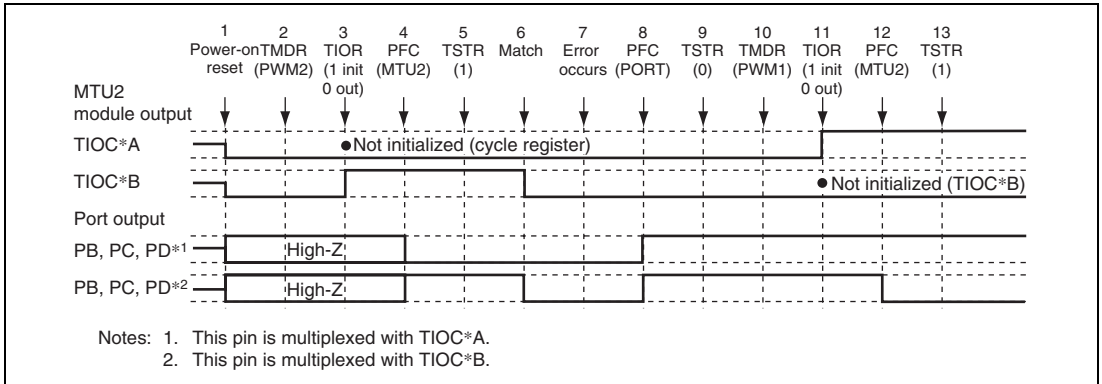 1 2 3 4 5 6 7 8 9 10 11 12 13
Power-on TMDR TIOR PFC TSTR Match Error PFC TSTR TMDR TIOR PFC TSTR
reset (PWM2) (1 init (MTU2) (1) occurs (PORT) (0) (PWM1) (1 init (MTU2) (1)
0 out) 0 out)
MTU2
module output
TIOC*A ●Not initialized (cycle register)
TIOC*B ● Not initialized (TIOC*B)
Port output
PB, PC, PD*1 High-Z
PB, PC, PD*2 High-Z
Notes: 1. This pin is multiplexed with TIOC*A.
2. This pin is multiplexed with TIOC*B.